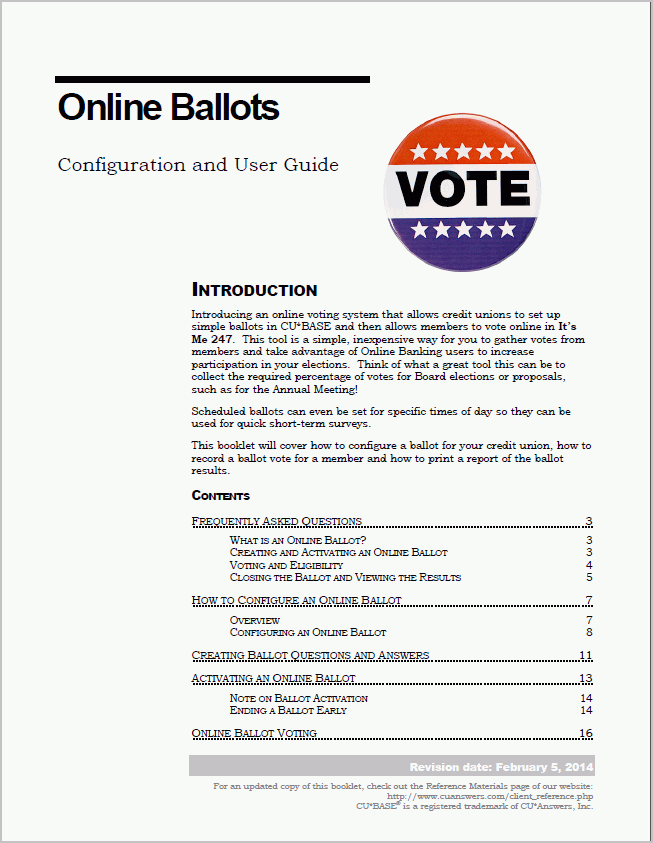 Online Ballots
Configuration and User Guide
VOTE
INTRODUCTION
Introducing an online voting system that allows credit unions to set up
simple ballots in CU*BASE and then allows members to vote online in It's
Me 247. This tool is a simple, inexpensive way for you to gather votes from
members and take advantage of Online Banking users to increase
participation in your elections. Think of what a great tool this can be to
collect the required percentage of votes for Board elections or proposals,
such as for the Annual Meeting!
Scheduled ballots can even be set for specific times of day so they can be
used for quick short-term surveys.
This booklet will cover how to configure a ballot for your credit union, how to
record a ballot vote for a member and how to print a report of the ballot
results.
CONTENTS
FREQUENTLY ASKED QUESTIONS 3
WHAT IS AN ONLINE BALLOT? 3
CREATING AND ACTIVATING AN ONLINE BALLOT 3
VOTING AND ELIGIBILITY 4
CLOSING THE BALLOT AND VIEWING THE RESULTS 5
HOW TO CONFIGURE AN ONLINE BALLOT 7
OVERVIEW 7
CONFIGURING AN ONLINE BALLOT 8
CREATING BALLOT QUESTIONS AND ANSWERS 11
ACTIVATING AN ONLINE BALLOT 13
NOTE ON BALLOT ACTIVATION 14
ENDING A BALLOT EARLY 14
ONLINE BALLOT VOTING 16
Revision date: February 5, 2014
For an updated copy of this booklet, check out the Reference Materials page of our website:
http://www.cuanswers.com/client_reference.php
CU*BASE® is a registered trademark of CU*Answers, Inc.